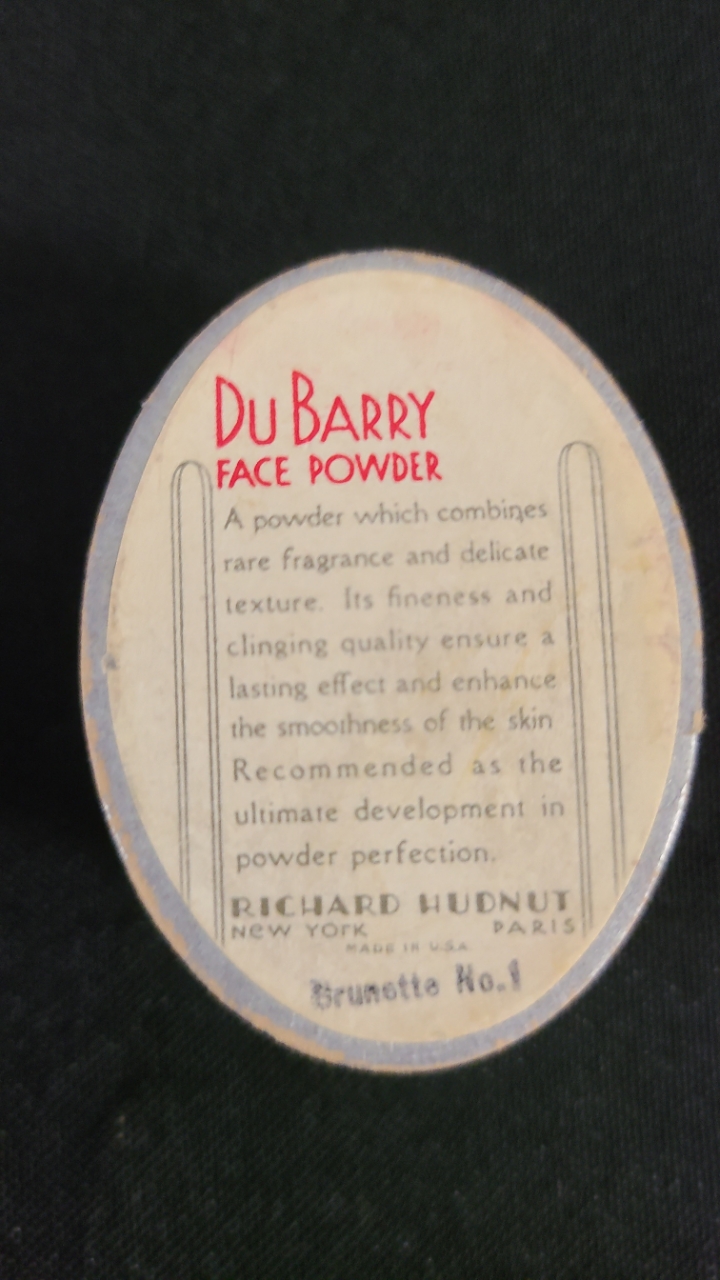 DU BARRY
FACE POWDER
A powder which combines
rare fragrance and delicate
texture. Its fineness and
clinging quality ensure a
lasting effect and enhance
the smoothness of the skin
Recommended as the
ultimate development in
powder perfection.
RICHARD HUDNUT
NEW YORK PARIS
MADE IN U.S.A.
Brunette No.1